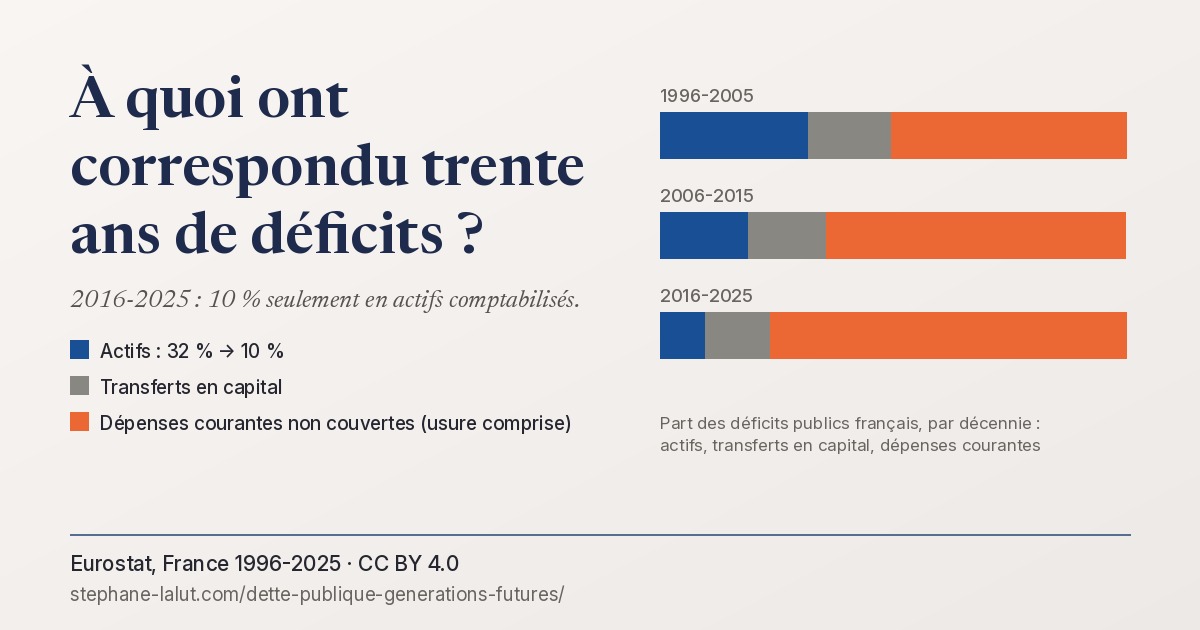 À quoi ont
correspondu trente
ans de déficits ?
2016-2025 : 10 % seulement en actifs comptabilisés.
Actifs : 32 % → 10 %
Transferts en capital
Dépenses courantes non couvertes (usure comprise)
1996-2005
2006-2015
2016-2025
Part des déficits publics français, par décennie :
actifs, transferts en capital, dépenses courantes
Eurostat, France 1996-2025 · CC BY 4.0
stephane-lalut.com/dette-publique-generations-futures/